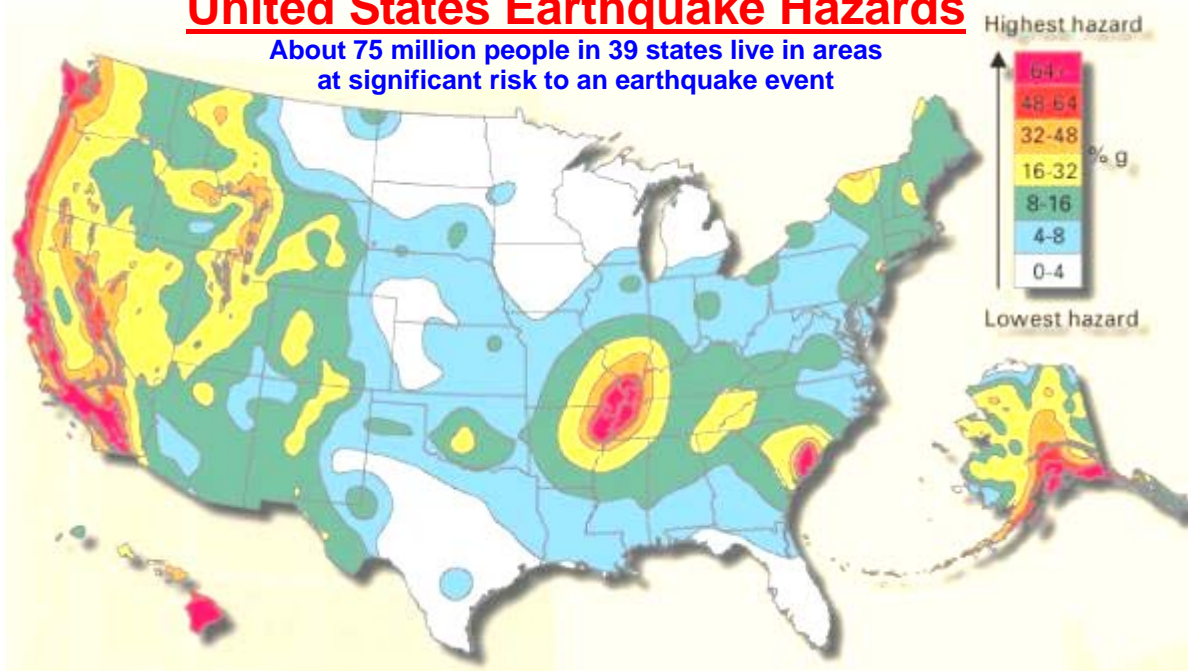 United States Earthquake Hazards
About 75 million people in 39 states live in areas
at significant risk to an earthquake event
Highest hazard
64+
48-64
32-48
% g
16-32
8-16
4-8
0-4
Lowest hazard